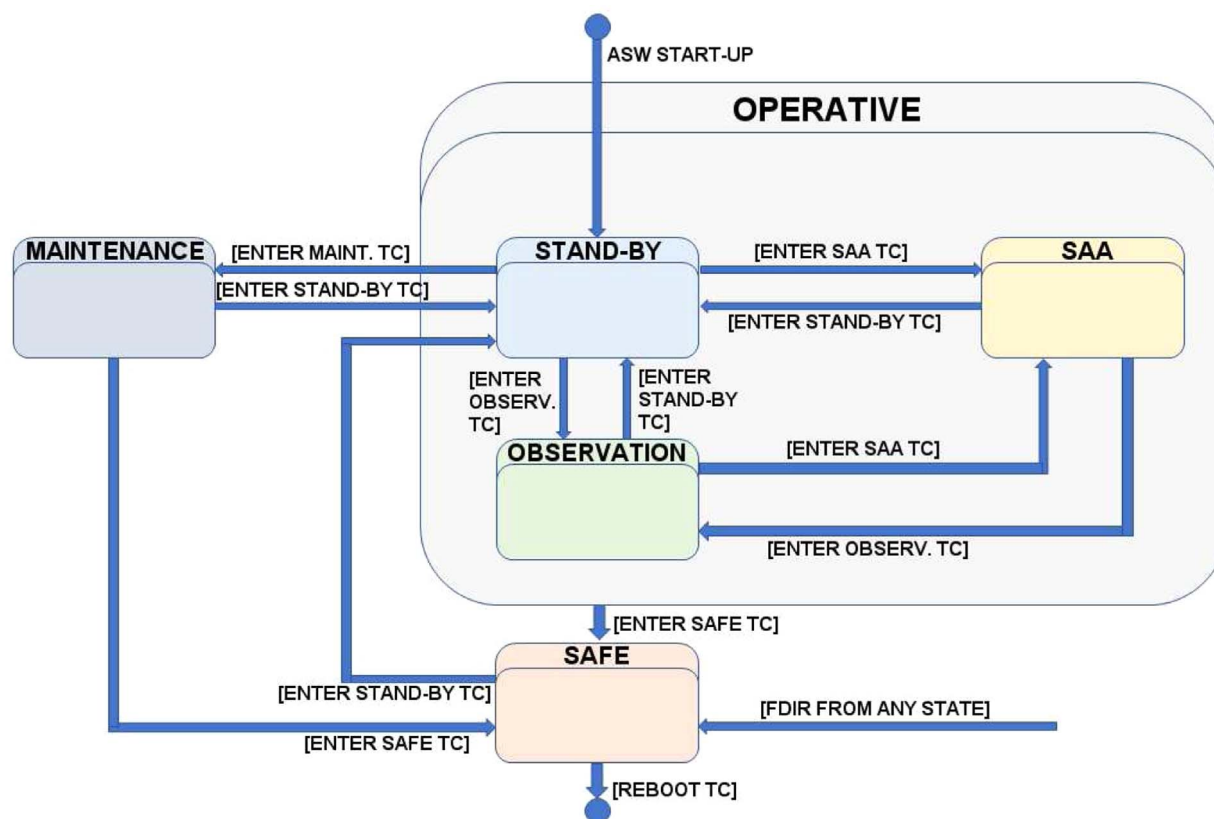 ASW START-UP
OPERATIVE
MAINTENANCE
[ENTER MAINT. TC]
STAND-BY
[ENTER SAA TC]
SAA
[ENTER STAND-BY TC]
[ENTER STAND-BY TC]
[ENTER
OBSERV.
TC]
[ENTER
STAND-BY
TC]
OBSERVATION
[ENTER SAA TC]
[ENTER OBSERV. TC]
[ENTER SAFE TC]
SAFE
[ENTER STAND-BY TC]
[FDIR FROM ANY STATE]
[ENTER SAFE TC]
[REBOOT TC]